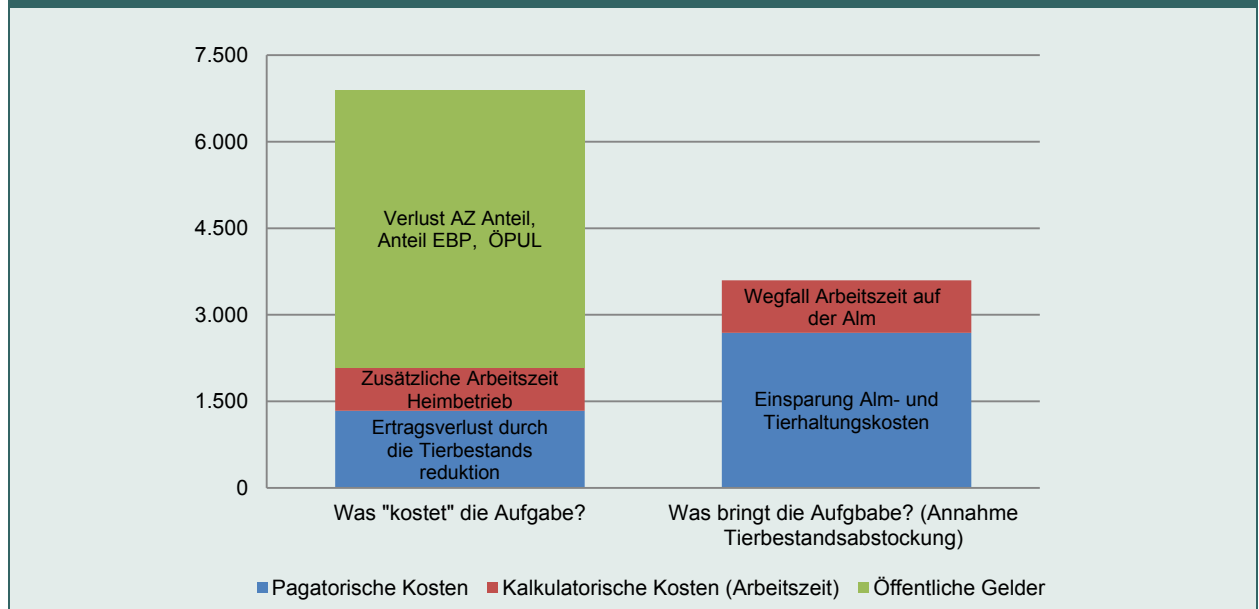 7.500
6.000
4.500
3.000
1.500
0
Verlust AZ Anteil,
Anteil EBP, ÖPUL
Zusätzliche Arbeitszeit
Heimbetrieb
Ertragsverlust durch
die Tierbestands
reduktion
Wegfall Arbeitszeit auf
der Alm
Einsparung Alm- und
Tierhaltungskosten
Was "kostet" die Aufgabe?
Was bringt die Aufgbabe? (Annahme
Tierbestandsabstockung)
Pagatorische Kosten
Kalkulatorische Kosten (Arbeitszeit)
Öffentliche Gelder